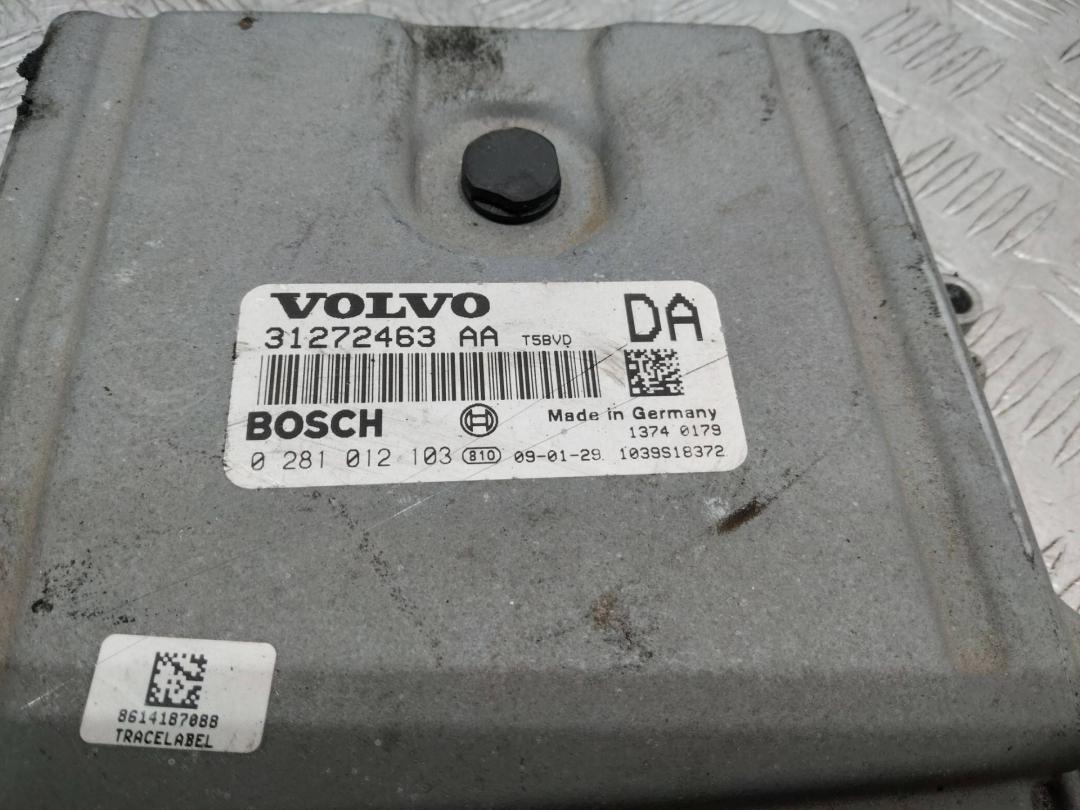 VOLVO
31272463 AA T5BVD DA
BOSCH Made in Germany
1374 0179
0 281 012 103 810 09-01-29. 1039S18372
8614187088
TRACELABEL